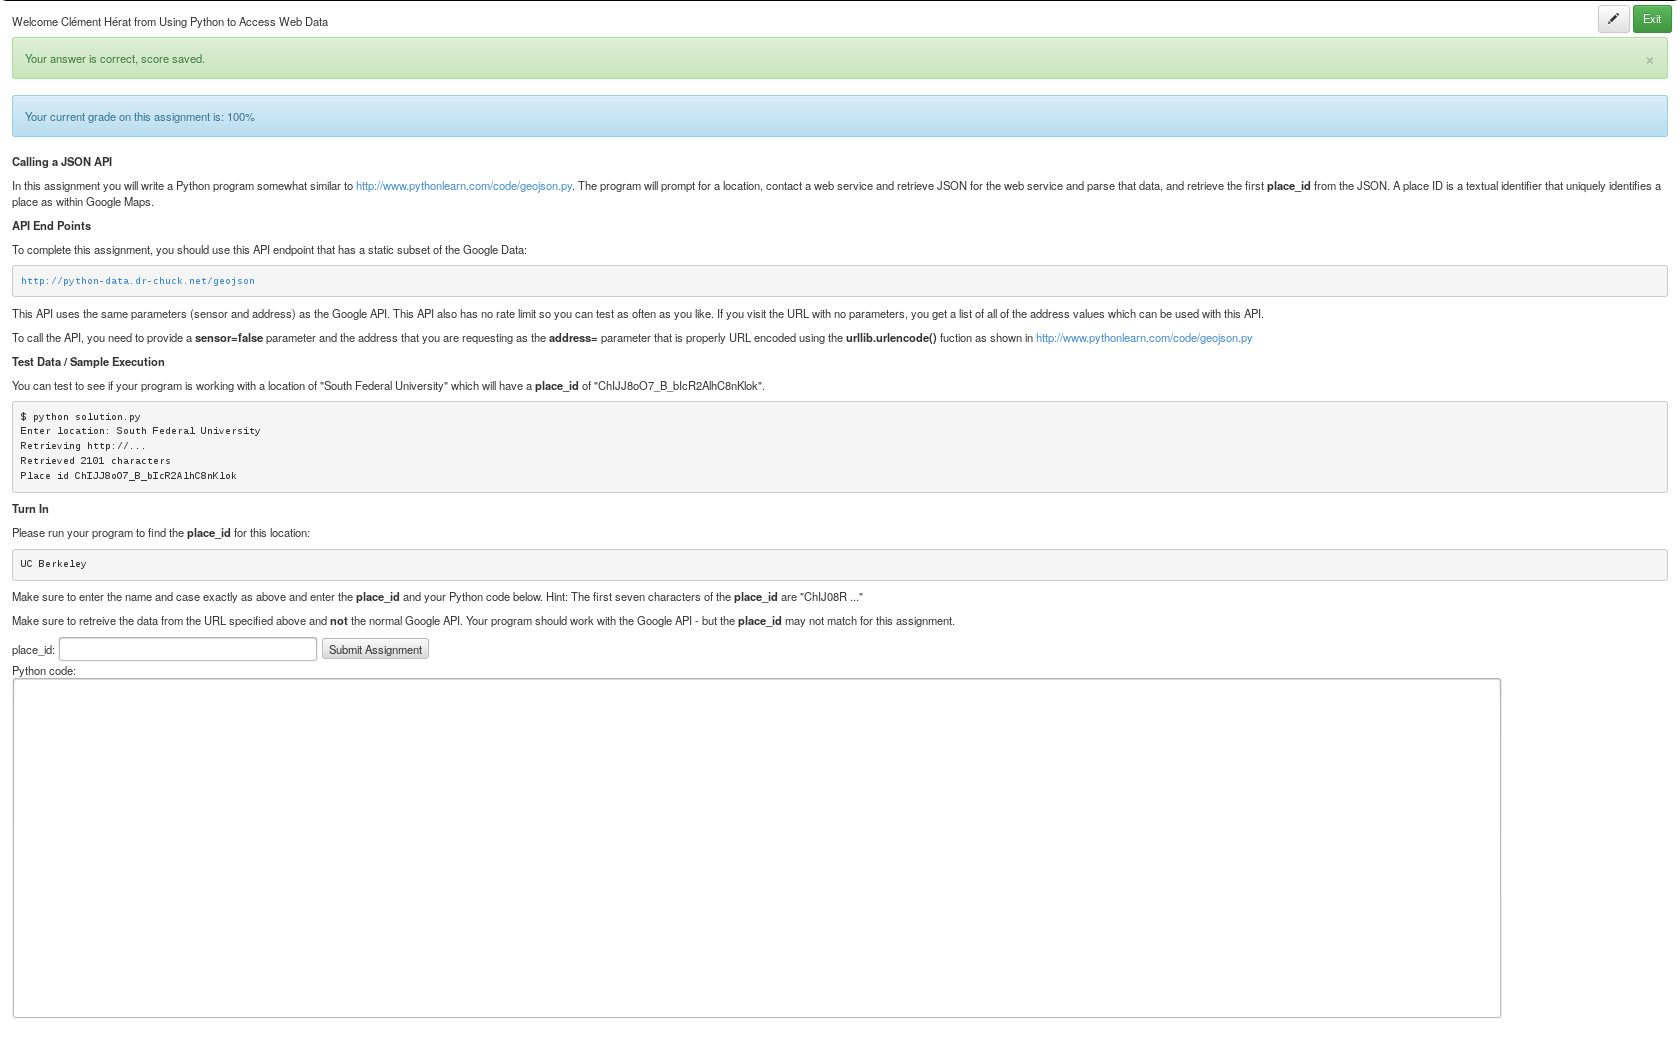 Welcome Clément Hérat from Using Python to Access Web Data
Exit
Your answer is correct, score saved.
×
Your current grade on this assignment is: 100%
Calling a JSON API
In this assignment you will write a Python program somewhat similar to http://www.pythonlearn.com/code/geojson.py. The program will prompt for a location, contact a web service and retrieve JSON for the web service and parse that data, and retrieve the first place_id from the JSON. A place ID is a textual identifier that uniquely identifies a
place as within Google Maps.
API End Points
To complete this assignment, you should use this API endpoint that has a static subset of the Google Data:
http://python-data.dr-chuck.net/geojson
This API uses the same parameters (sensor and address) as the Google API. This API also has no rate limit so you can test as often as you like. If you visit the URL with no parameters, you get a list of all of the address values which can be used with this API.
To call the API, you need to provide a sensor=false parameter and the address that you are requesting as the address= parameter that is properly URL encoded using the urllib.urlencode() fuction as shown in http://www.pythonlearn.com/code/geojson.py
Test Data / Sample Execution
You can test to see if your program is working with a location of "South Federal University" which will have a place_id of "ChIJJ8oO7_B_bIcR2AlhC8nKlok".
$ python solution.py
Enter location: South Federal University
Retrieving http://...
Retrieved 2101 characters
Place id ChIJJ8oO7_B_bIcR2AlhC8nKlok
Turn In
Please run your program to find the place_id for this location:
UC Berkeley
Make sure to enter the name and case exactly as above and enter the place_id and your Python code below. Hint: The first seven characters of the place_id are "ChIJ08R ..."
Make sure to retreive the data from the URL specified above and not the normal Google API. Your program should work with the Google API - but the place_id may not match for this assignment.
place_id: Submit Assignment
Python code: